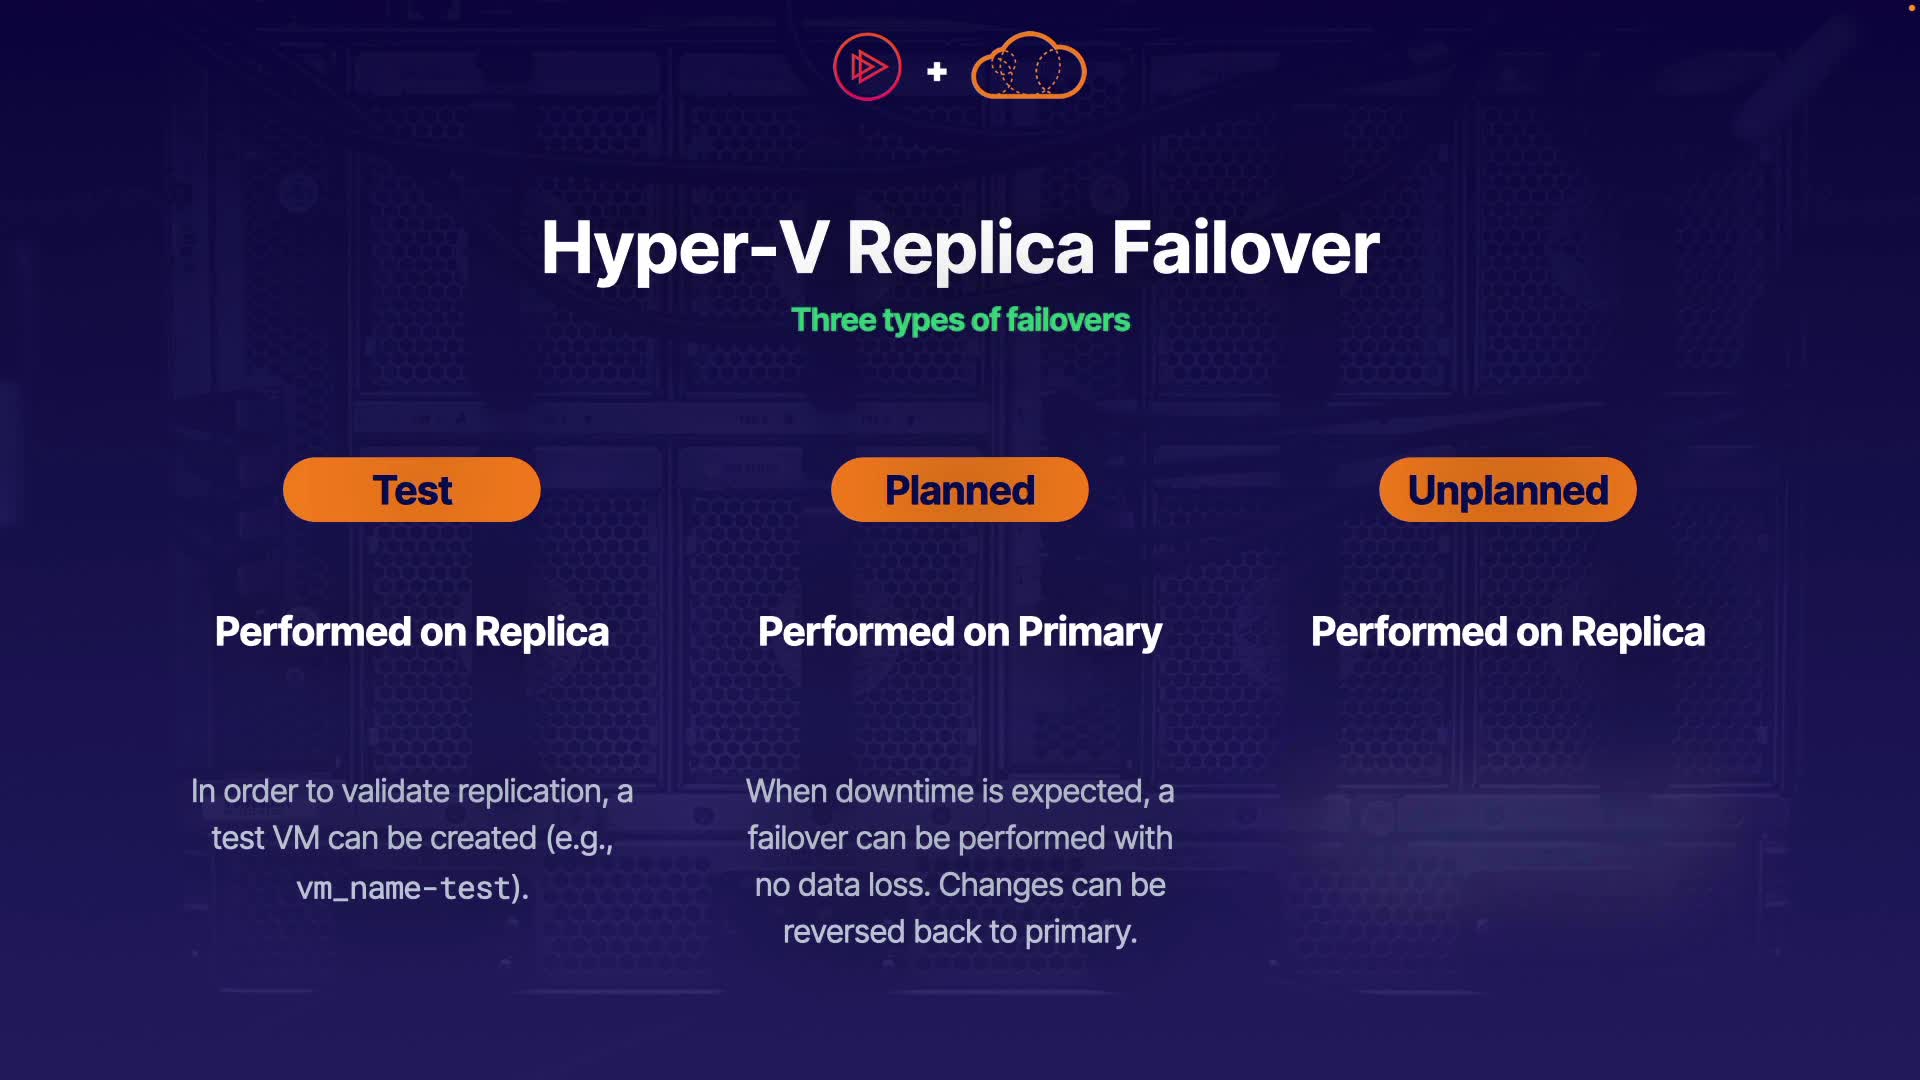 Hyper-V Replica Failover
Three types of failovers
Test
Planned
Unplanned
Performed on Replica
Performed on Primary
Performed on Replica
In order to validate replication, a
test VM can be created (e.g.,
vm_name-test).
When downtime is expected, a
failover can be performed with
no data loss. Changes can be
reversed back to primary.